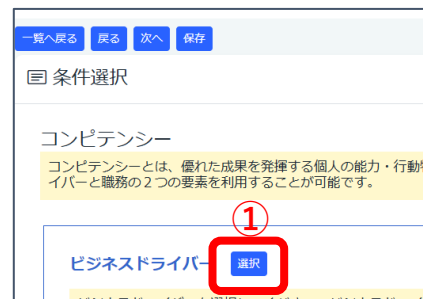 一覧へ戻る 戻る 次へ 保存
条件選択
コンピテンシー
コンピテンシーとは、優れた成果を発揮する個人の能力・行動
イバーと職務の２つの要素を利用することが可能です。
①
ビジネスドライバー 選択